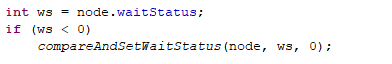 int ws = node.waitStatus;
if (ws < 0)
compareAndSetWaitStatus(node, ws, 0);